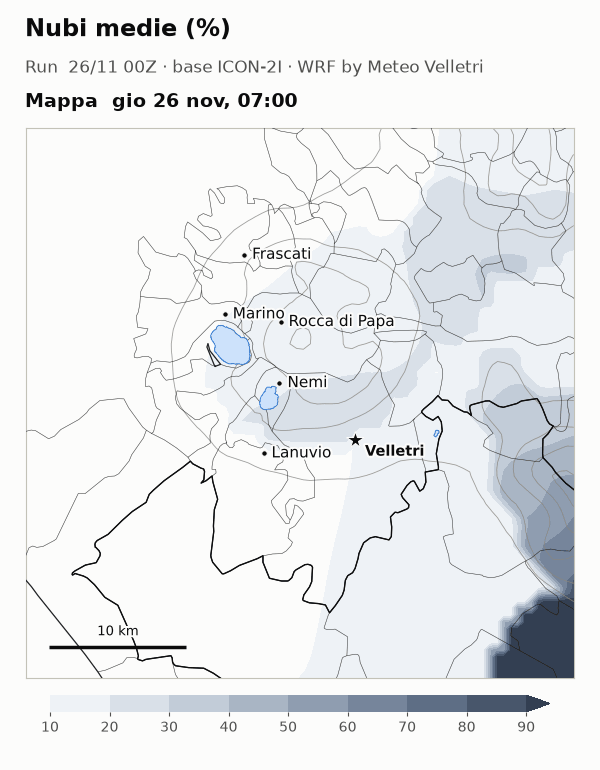 Nubi medie (%)
Run  26/11 00Z · base ICON-2I · WRF by Meteo Velletri
Mappa  gio 26 nov, 07:00
Frascati
Marino
Rocca di Papa
Nemi
Velletri
Lanuvio
10 km
10 20 30 40 50 60 70 80 90